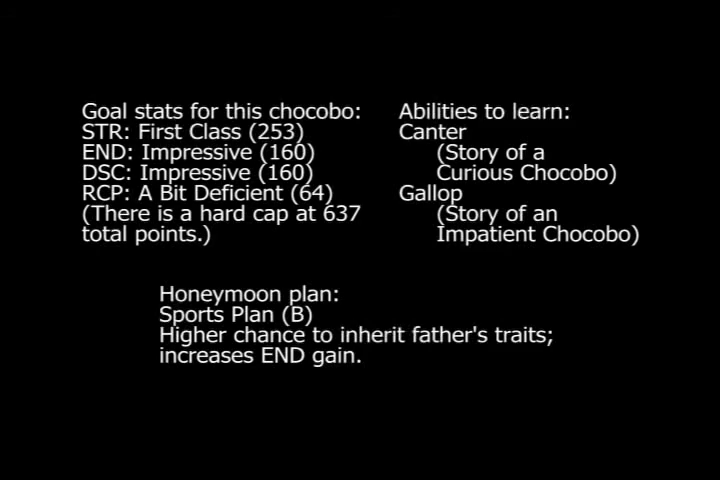 Goal stats for this chocobo:
STR: First Class (253)
END: Impressive (160)
DSC: Impressive (160)
RCP: A Bit Deficient (64)
(There is a hard cap at 637
total points.)
Abilities to learn:
Canter
(Story of a
Curious Chocobo)
Gallop
(Story of an
Impatient Chocobo)
Honeymoon plan:
Sports Plan (B)
Higher chance to inherit father's traits;
increases END gain.